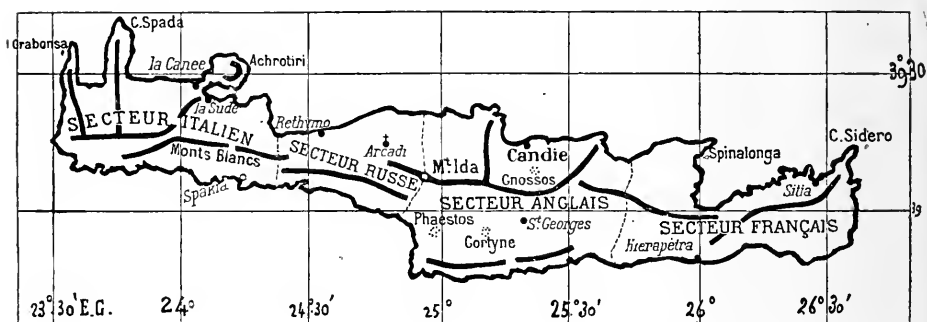 C. Spada
I Grabonsa
la Canee
Achrotiri
39°30
la Sude
SECTEUR ITALIEN
Rethymo
Monts Blancs
Spakia
Arcadi
SECTEUR RUSSE
Mt Ida
Candie
Gnossos
Spinalonga
C. Sidero
Sitia
SECTEUR ANGLAIS
39
Phaëstos
St Georges
SECTEUR FRANÇAIS
Gortyne
Hierapètra
23°30' E.G.
24°
24°30'
25°
25°30'
26°
26°30'